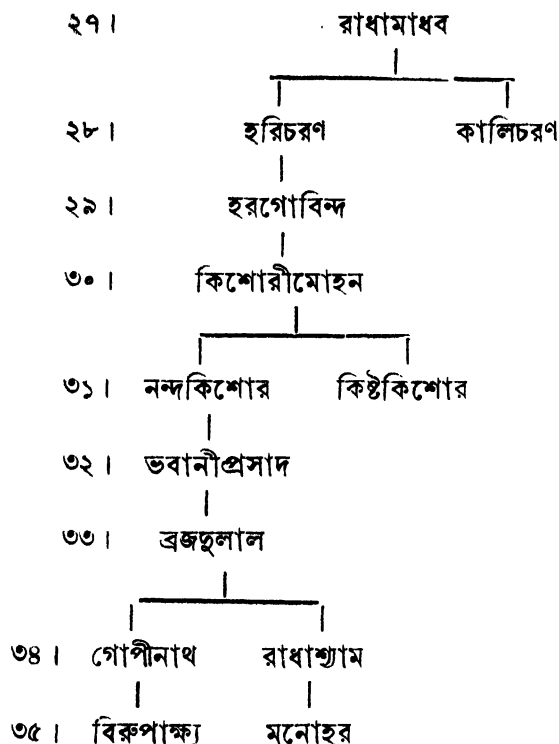 ২৭। রাধামাধব
২৮। হরিচরণ কালিচরণ
২৯। হরগোবিন্দ
৩০। কিশোরীমোহন
৩১। নন্দকিশোর কিষ্টকিশোর
৩২। ভবানীপ্রসাদ
৩৩। ব্রজদুলাল
৩৪। গোপীনাথ রাধাশ্যাম
৩৫। বিরুপাক্ষ্য মনোহর